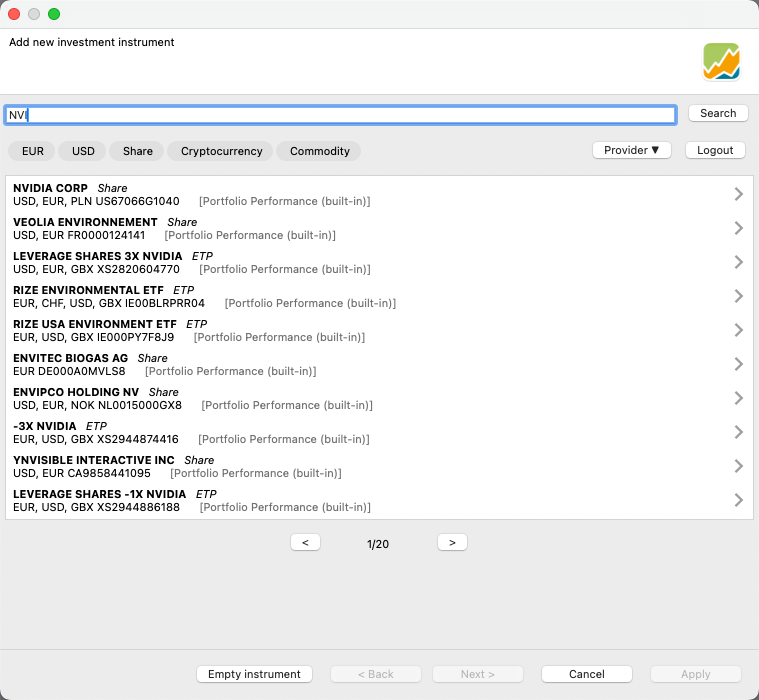 Add new investment instrument
NVI
Search
EUR USD Share Cryptocurrency Commodity Provider ▼ Logout
NVIDIA CORP Share
USD, EUR, PLN US67066G1040 [Portfolio Performance (built-in)]
VEOLIA ENVIRONNEMENT Share
USD, EUR FR0000124141 [Portfolio Performance (built-in)]
LEVERAGE SHARES 3X NVIDIA ETP
USD, EUR, GBX XS2820604770 [Portfolio Performance (built-in)]
RIZE ENVIRONMENTAL ETF ETP
EUR, CHF, USD, GBX IE00BLRPRR04 [Portfolio Performance (built-in)]
RIZE USA ENVIRONMENT ETF ETP
EUR, USD, GBX IE000PY7F8J9 [Portfolio Performance (built-in)]
ENVITEC BIOGAS AG Share
EUR DE000A0MVLS8 [Portfolio Performance (built-in)]
ENVIPCO HOLDING NV Share
USD, EUR, NOK NL0015000GX8 [Portfolio Performance (built-in)]
-3X NVIDIA ETP
EUR, USD, GBX XS2944874416 [Portfolio Performance (built-in)]
YNVISIBLE INTERACTIVE INC Share
USD, EUR CA9858441095 [Portfolio Performance (built-in)]
LEVERAGE SHARES -1X NVIDIA ETP
EUR, USD, GBX XS2944886188 [Portfolio Performance (built-in)]
< 1/20 >
Empty instrument < Back Next > Cancel Apply